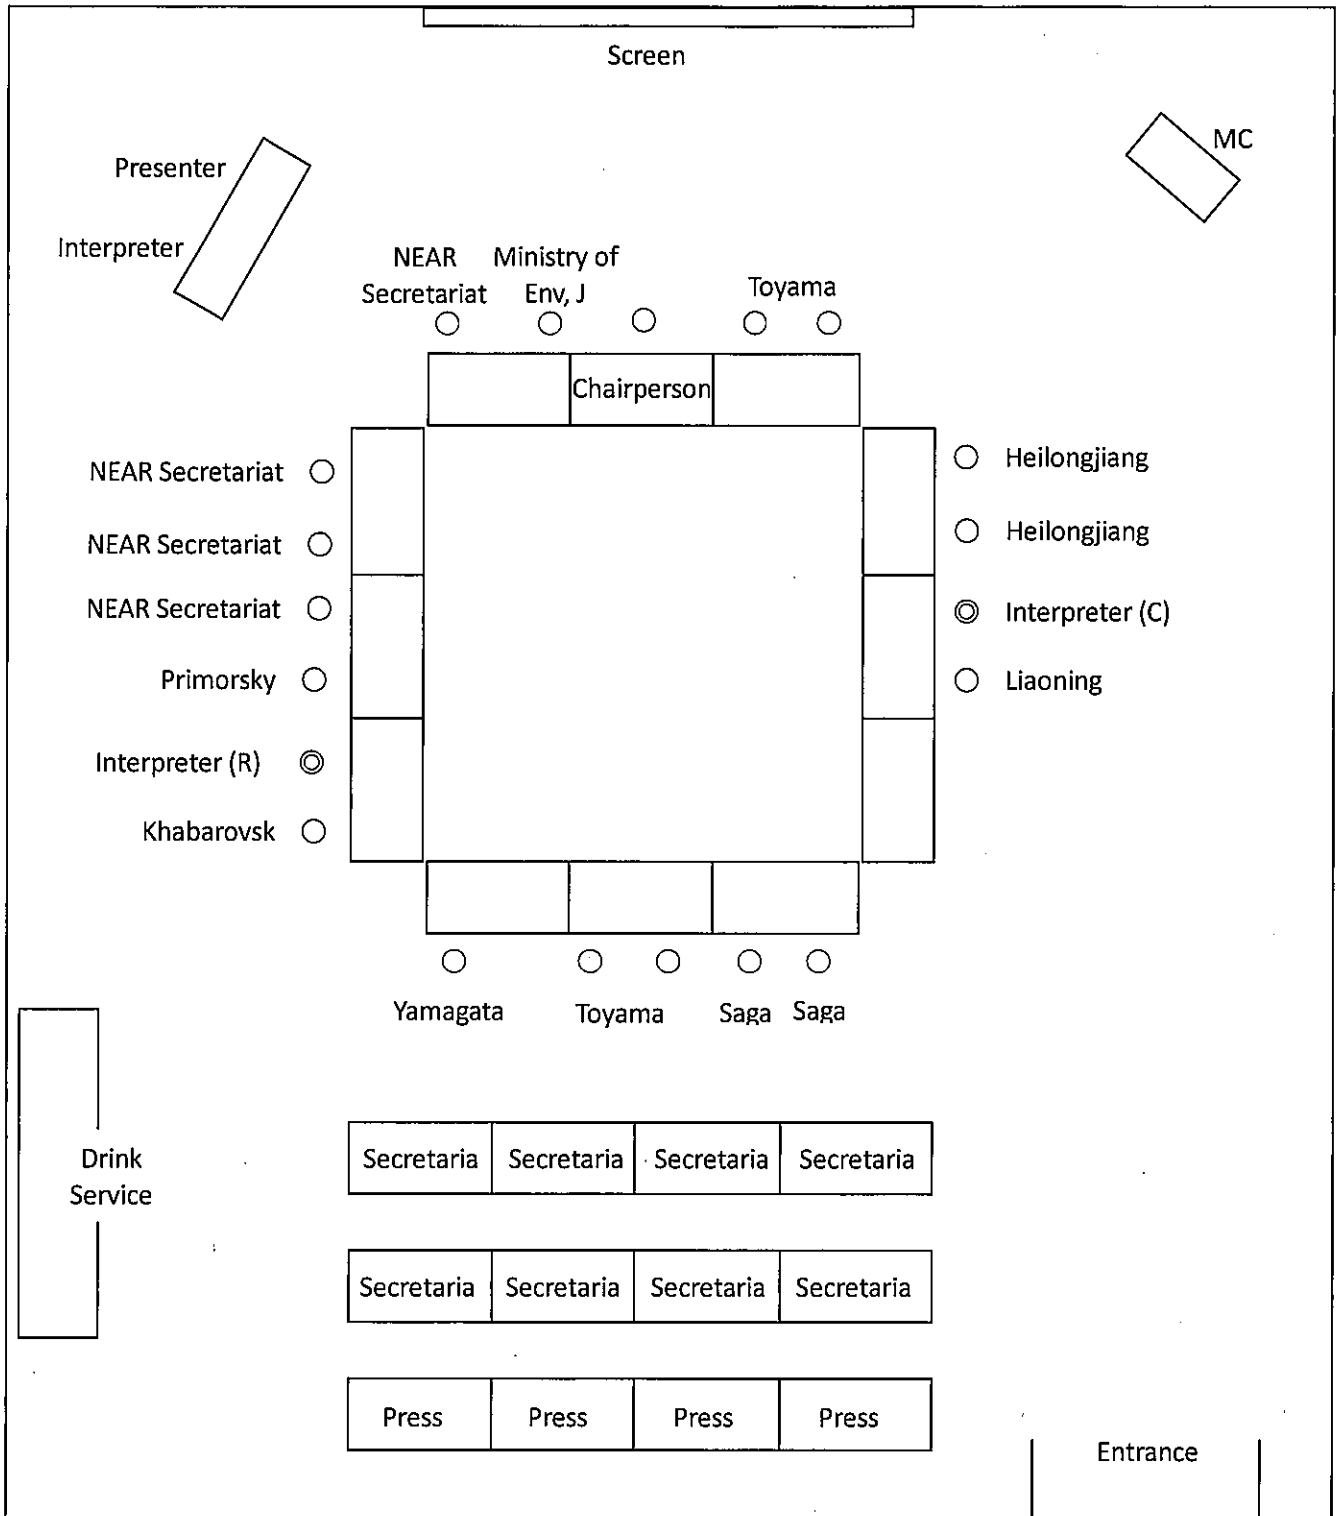 Screen
MC
Presenter
Interpreter
NEAR
Secretariat
Ministry of
Env, J
Toyama
Chairperson
NEAR Secretariat
NEAR Secretariat
NEAR Secretariat
Primorsky
Interpreter (R)
Khabarovsk
Heilongjiang
Heilongjiang
Interpreter (C)
Liaoning
Yamagata
Toyama
Saga
Saga
Drink
Service
Secretaria
Secretaria
Secretaria
Secretaria
Secretaria
Secretaria
Secretaria
Secretaria
Press
Press
Press
Press
Entrance